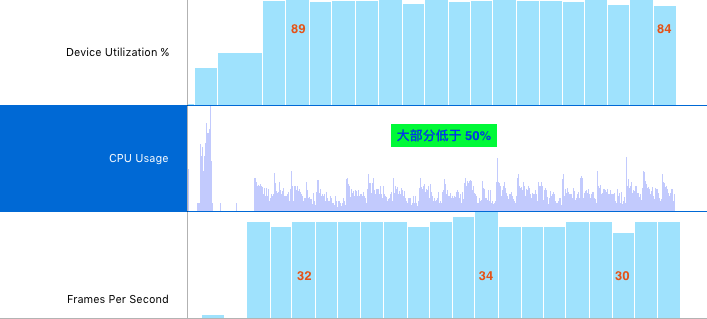 89
84
Device Utilization %
大部分低于 50%
CPU Usage
32
34
30
Frames Per Second